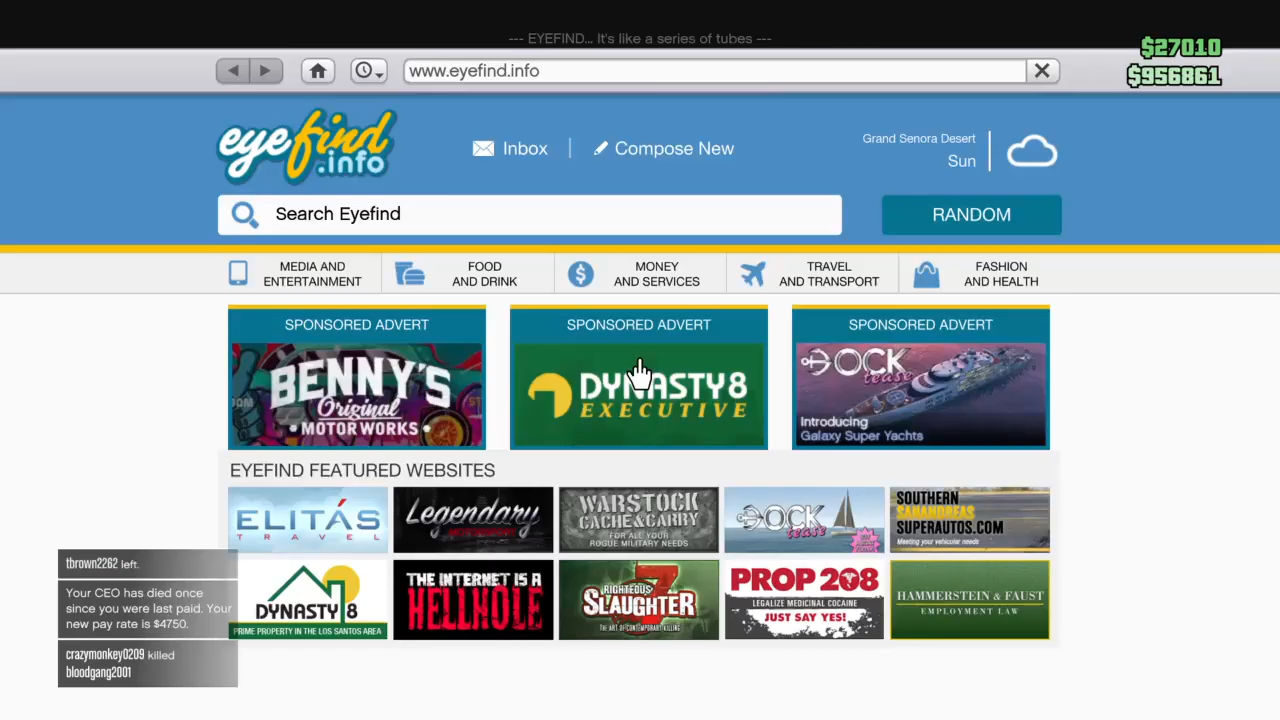 --- EYEFIND... It's like a series of tubes ---
$27010
www.eyefind.info
$956861
eyefind
.info
Inbox
Compose New
Grand Senora Desert
Sun
Search Eyefind
RANDOM
MEDIA AND
ENTERTAINMENT
FOOD
AND DRINK
MONEY
AND SERVICES
TRAVEL
AND TRANSPORT
FASHION
AND HEALTH
SPONSORED ADVERT
BENNY'S
Original
MOTOR WORKS
SPONSORED ADVERT
DYNASTY8
EXECUTIVE
SPONSORED ADVERT
DOCK
tease
Introducing
Galaxy Super Yachts
EYEFIND FEATURED WEBSITES
ELITÁS
TRAVEL
Legendary
WARSTOCK
CACHE&CARRY
FOR ALL YOUR
ROGUE MILITARY NEEDS
DOCK
tease
SOUTHERN
SANANDREAS
SUPERAUTOS.COM
Meeting your vehicular needs
DYNASTY 8
PRIME PROPERTY IN THE LOS SANTOS AREA
THE INTERNET IS A
HELLHOLE
RIGHTEOUS
SLAUGHTER
7
THE ART OF CONTEMPORARY KILLING
PROP 208
LEGALIZE MEDICINAL COCAINE
JUST SAY YES!
HAMMERSTEIN & FAUST
EMPLOYMENT LAW
tbrown2262 left.
Your CEO has died once
since you were last paid. Your
new pay rate is $4750.
crazymonkey0209 killed
bloodgang2001